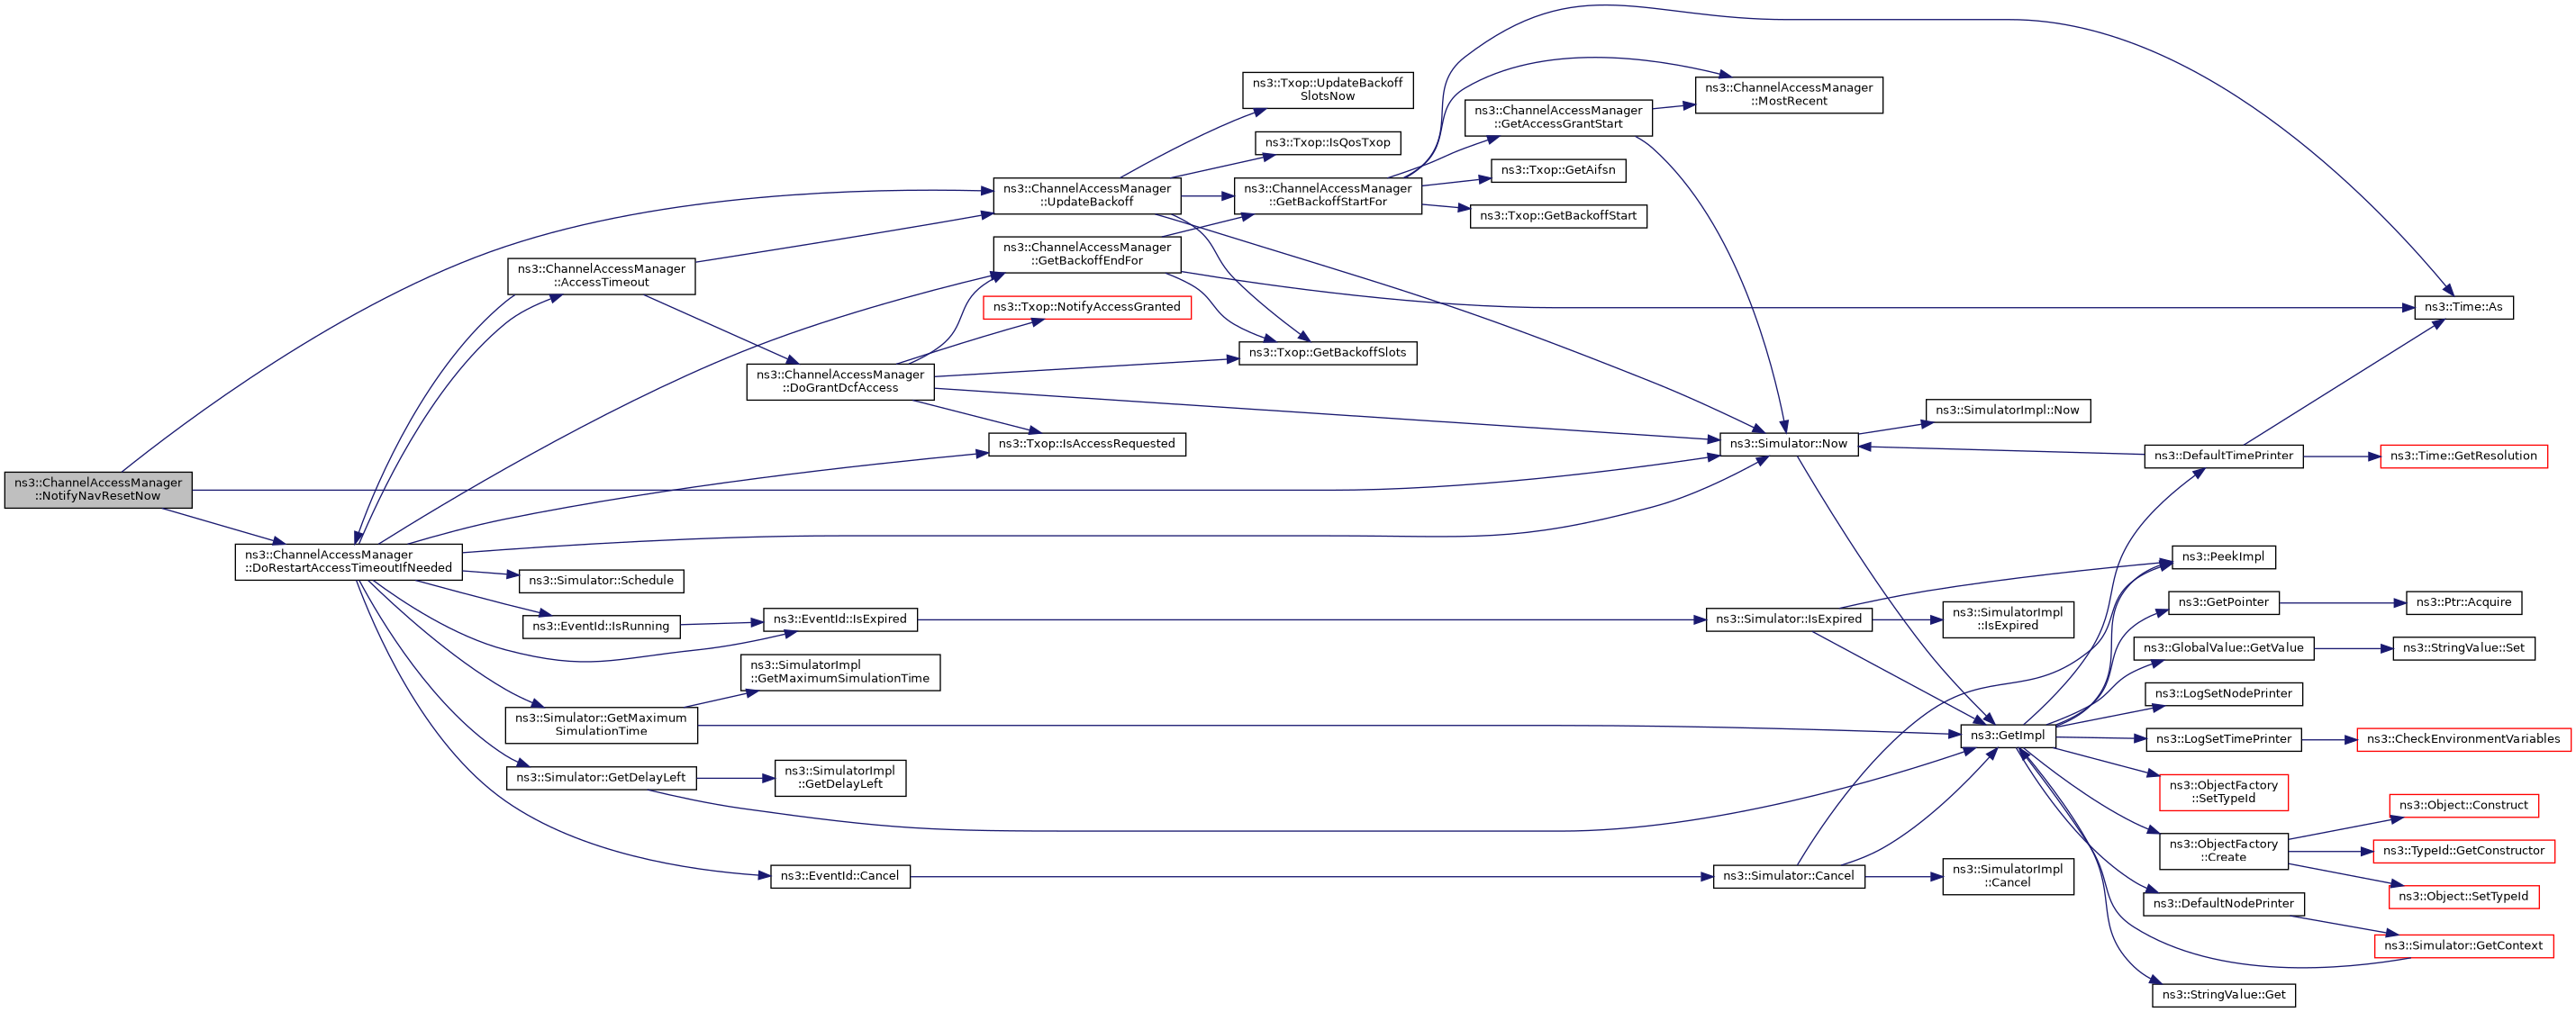 ns3::ChannelAccessManager
::NotifyNavResetNow
ns3::ChannelAccessManager
::DoRestartAccessTimeoutIfNeeded
ns3::ChannelAccessManager
::AccessTimeout
ns3::Simulator::Schedule
ns3::EventId::IsRunning
ns3::Simulator::GetMaximum
SimulationTime
ns3::Simulator::GetDelayLeft
ns3::ChannelAccessManager
::DoGrantDcfAccess
ns3::EventId::IsExpired
ns3::SimulatorImpl
::GetMaximumSimulationTime
ns3::SimulatorImpl
::GetDelayLeft
ns3::EventId::Cancel
ns3::ChannelAccessManager
::UpdateBackoff
ns3::ChannelAccessManager
::GetBackoffEndFor
ns3::Txop::NotifyAccessGranted
ns3::Txop::IsAccessRequested
ns3::Txop::UpdateBackoff
SlotsNow
ns3::Txop::IsQosTxop
ns3::ChannelAccessManager
::GetBackoffStartFor
ns3::Txop::GetBackoffSlots
ns3::ChannelAccessManager
::GetAccessGrantStart
ns3::Txop::GetAifsn
ns3::Txop::GetBackoffStart
ns3::ChannelAccessManager
::MostRecent
ns3::Simulator::Now
ns3::Simulator::IsExpired
ns3::Simulator::Cancel
ns3::SimulatorImpl::Now
ns3::SimulatorImpl
::IsExpired
ns3::GetImpl
ns3::SimulatorImpl
::Cancel
ns3::DefaultTimePrinter
ns3::PeekImpl
ns3::GetPointer
ns3::GlobalValue::GetValue
ns3::LogSetNodePrinter
ns3::LogSetTimePrinter
ns3::ObjectFactory
::SetTypeId
ns3::ObjectFactory
::Create
ns3::DefaultNodePrinter
ns3::StringValue::Get
ns3::Time::As
ns3::Time::GetResolution
ns3::Ptr::Acquire
ns3::StringValue::Set
ns3::CheckEnvironmentVariables
ns3::Object::Construct
ns3::TypeId::GetConstructor
ns3::Object::SetTypeId
ns3::Simulator::GetContext